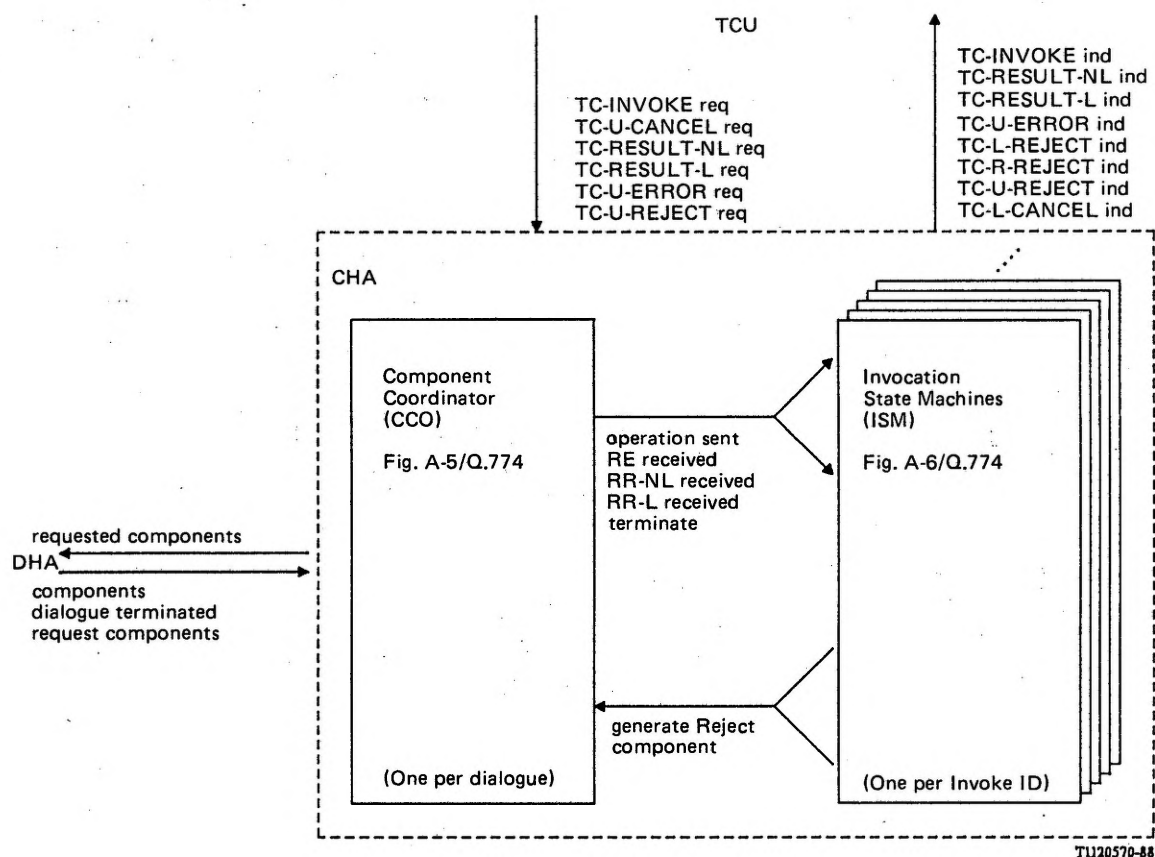 TCU
TC-INVOKE req
TC-U-CANCEL req
TC-RESULT-NL req
TC-RESULT-L req
TC-U-ERROR req
TC-U-REJECT req
TC-INVOKE ind
TC-RESULT-NL ind
TC-RESULT-L ind
TC-U-ERROR ind
TC-L-REJECT ind
TC-R-REJECT ind
TC-U-REJECT ind
TC-L-CANCEL ind
CHA
Component
Coordinator
(CCO)
Fig. A-5/Q.774
(One per dialogue)
operation sent
RE received
RR-NL received
RR-L received
terminate
Invocation
State Machines
(ISM)
Fig. A-6/Q.774
(One per Invoke ID)
generate Reject
component
requested components
DHA
components
dialogue terminated
request components
T1120570-88